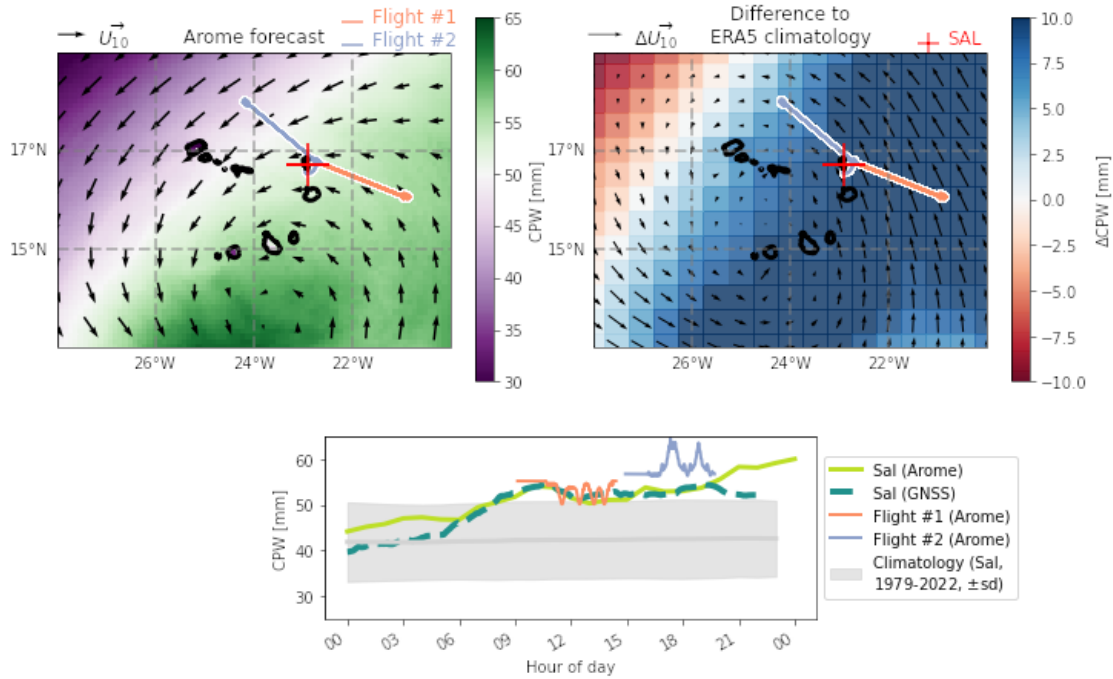 Flight #1
Flight #2
U₁₀
Arome forecast
65
60
55
50
45
40
35
30
CPW [mm]
17°N
15°N
26°W
24°W
22°W
Difference to
ERA5 climatology
ΔU₁₀
SAL
10.0
7.5
5.0
2.5
0.0
−2.5
−5.0
−7.5
−10.0
ΔCPW [mm]
17°N
15°N
26°W
24°W
22°W
60
50
40
30
CPW [mm]
00
03
06
09
12
15
18
21
00
Hour of day
Sal (Arome)
Sal (GNSS)
Flight #1 (Arome)
Flight #2 (Arome)
Climatology (Sal,
1979-2022, ±sd)